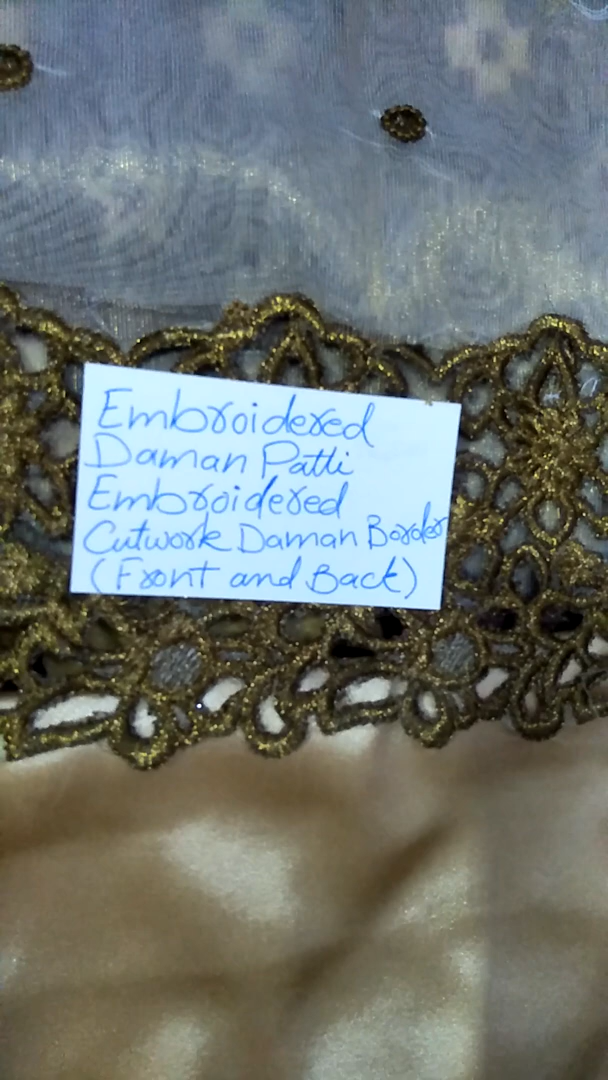 Embroidered
Daman Patti
Embroidered
Cutwork Daman Border
(Front and Back)